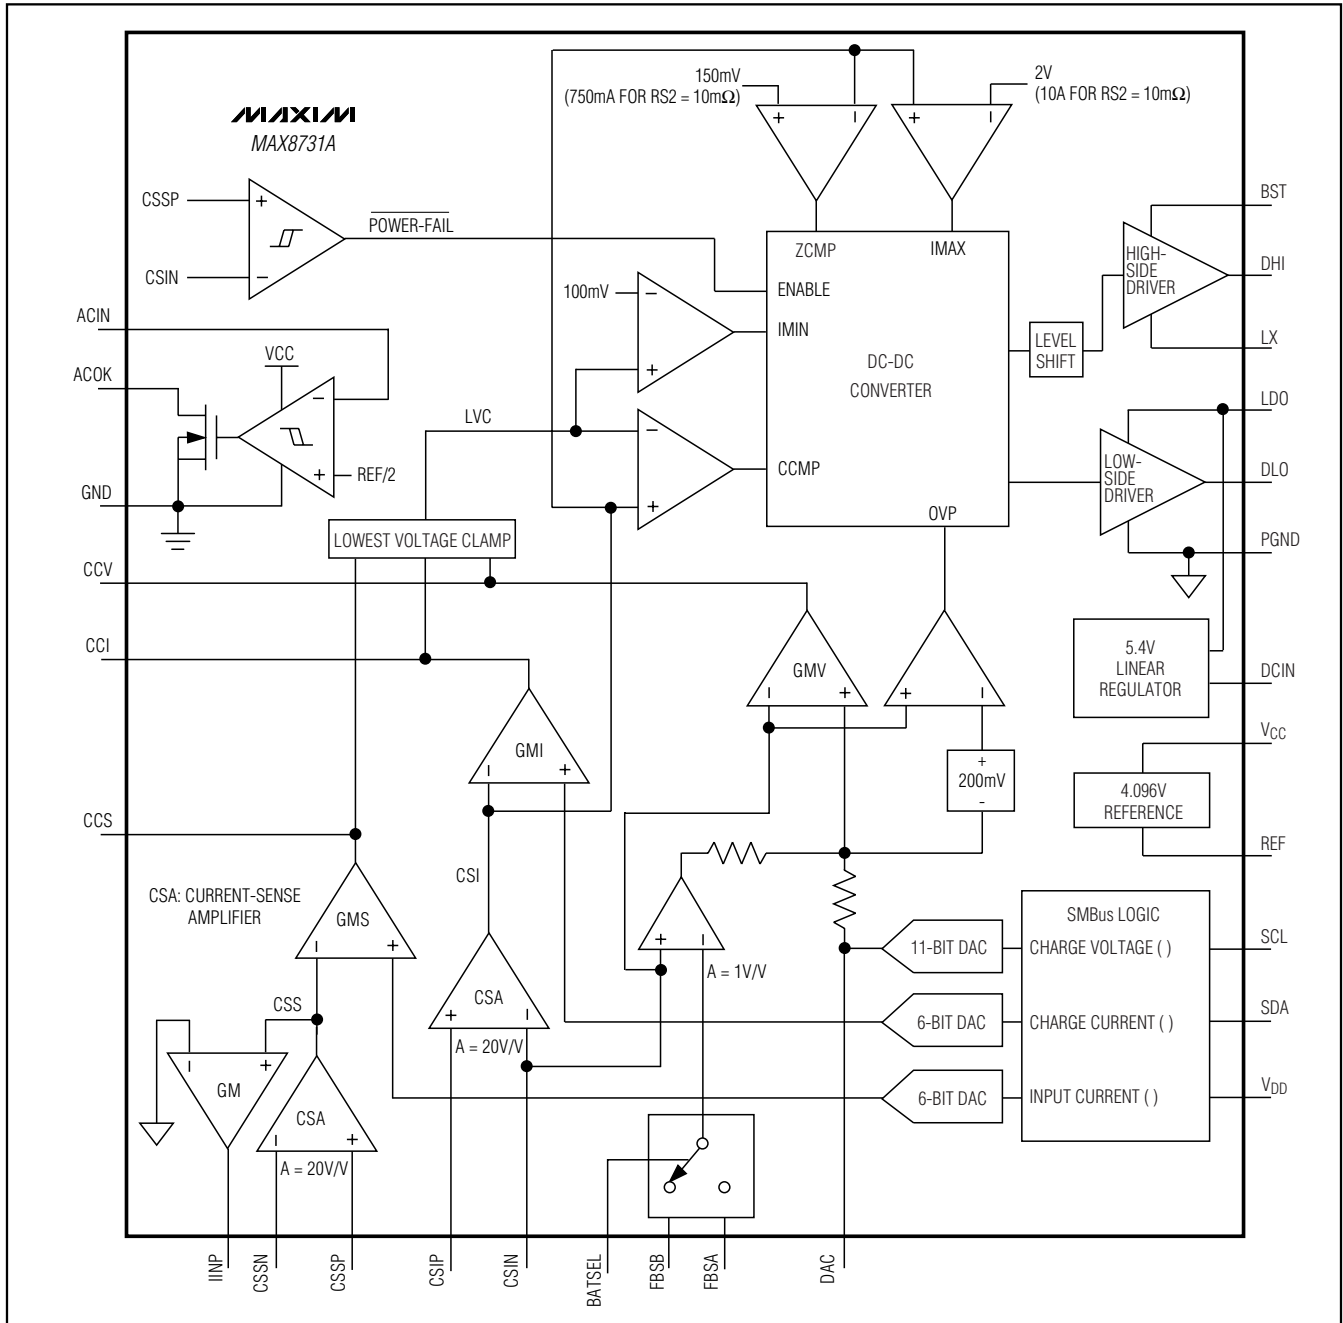 150mV
(750mA FOR RS2 = 10mΩ)
2V
(10A FOR RS2 = 10mΩ)
MAXIM
MAX8731A
+
−
+
−
CSSP
+
POWER-FAIL
CSIN
−
BST
HIGH-
SIDE
DRIVER
DHI
LX
ZCMP
IMAX
ENABLE
IMIN
DC-DC
CONVERTER
CCMP
OVP
LEVEL
SHIFT
100mV
−
+
ACIN
VCC
ACOK
−
+
REF/2
GND
LVC
−
+
LDO
LOW-
SIDE
DRIVER
DLO
PGND
LOWEST VOLTAGE CLAMP
CCV
CCI
GMV
−
+
+
−
5.4V
LINEAR
REGULATOR
DCIN
GMI
−
+
+
200mV
-
VCC
4.096V
REFERENCE
REF
CCS
CSI
CSA: CURRENT-SENSE
AMPLIFIER
GMS
−
+
+
−
A = 1V/V
SMBus LOGIC
11-BIT DAC
CHARGE VOLTAGE ( )
SCL
CSA
+
−
A = 20V/V
6-BIT DAC
CHARGE CURRENT ( )
SDA
CSS
−
+
GM
6-BIT DAC
INPUT CURRENT ( )
VDD
CSA
−
+
A = 20V/V
IINP
CSSN
CSSP
CSIP
CSIN
BATSEL
FBSB
FBSA
DAC